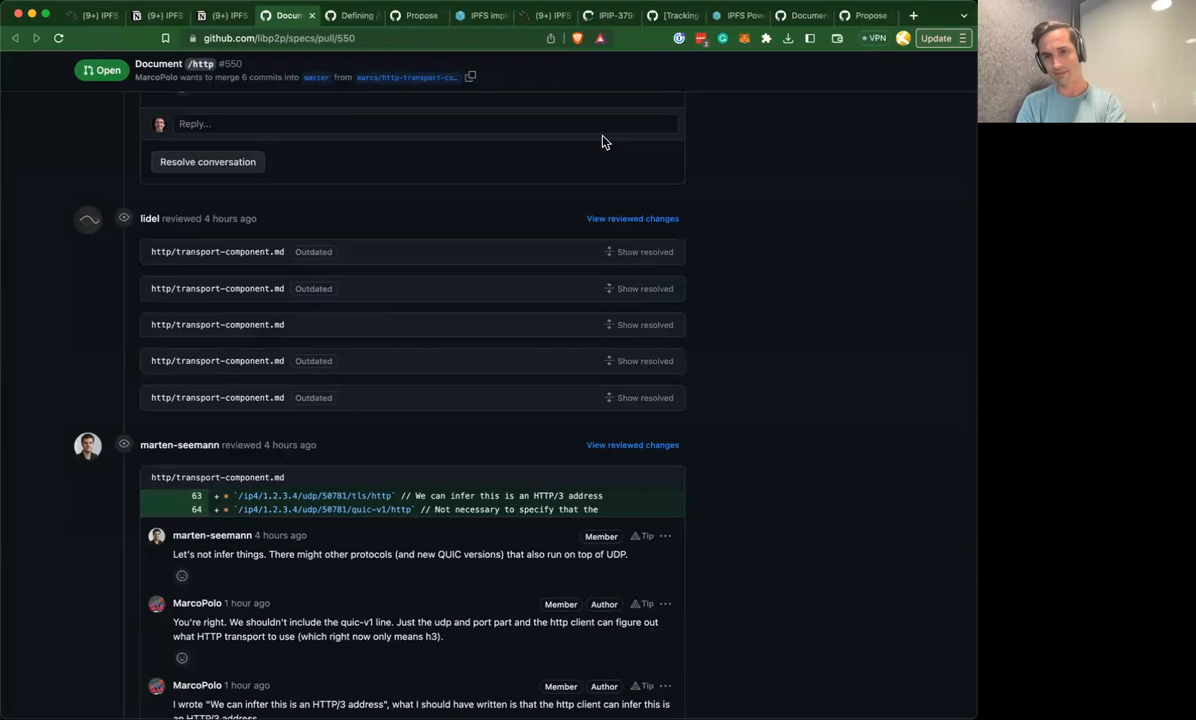 (9+) IPFS
(9+) IPFS
(9+) IPFS
Docum
Defining /
Propose
IPFS impl
(9+) IPFS
IPIP-379:
[Tracking
IPFS Pow
Documen
Propose
github.com/libp2p/specs/pull/550
2
VPN
Update
Open
Document /http #550
MarcoPolo wants to merge 6 commits into master from marco/http-transport-co…
Reply...
Resolve conversation
lidel reviewed 4 hours ago
View reviewed changes
http/transport-component.md Outdated Show resolved
http/transport-component.md Outdated Show resolved
http/transport-component.md Show resolved
http/transport-component.md Outdated Show resolved
http/transport-component.md Outdated Show resolved
marten-seemann reviewed 4 hours ago
View reviewed changes
http/transport-component.md
63 + * `/ip4/1.2.3.4/udp/50781/tls/http` // We can infer this is an HTTP/3 address
64 + * `/ip4/1.2.3.4/udp/50781/quic-v1/http` // Not necessary to specify that the
marten-seemann 4 hours ago Member Tip ...
Let's not infer things. There might other protocols (and new QUIC versions) that also run on top of UDP.
MarcoPolo 1 hour ago Member Author Tip ...
You're right. We shouldn't include the quic-v1 line. Just the udp and port part and the http client can figure out
what HTTP transport to use (which right now only means h3).
MarcoPolo 1 hour ago Member Author Tip ...
I wrote "We can infter this is an HTTP/3 address", what I should have written is that the http client can infer this is
an HTTP/3 address.